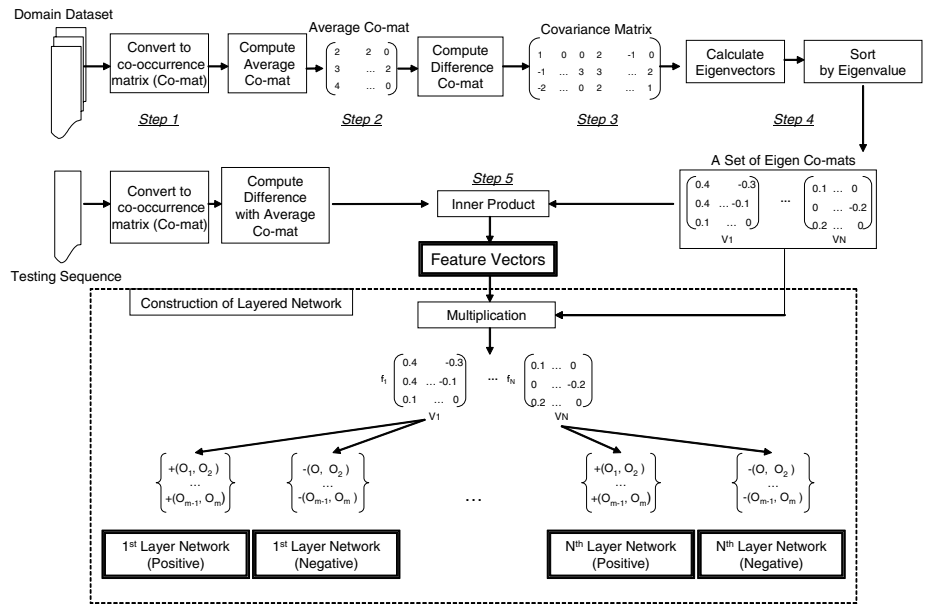 Domain Dataset
Convert to
co-occurrence
matrix (Co-mat)
Compute
Average
Co-mat
Average Co-mat
2 2 0
3 ... 2
4 ... 0
Compute
Difference
Co-mat
Covariance Matrix
1 0 0 2 -1 0
-1 ... 3 3 ... 2
-2 ... 0 2 ... 1
Calculate
Eigenvectors
Sort
by Eigenvalue
Step 1
Step 2
Step 3
Step 4
A Set of Eigen Co-mats
0.4 -0.3
0.4 ... -0.1
0.1 ... 0
V1
...
0.1 ... 0
0 ... -0.2
0.2 ... 0
VN
Convert to
co-occurrence
matrix (Co-mat)
Compute
Difference
with Average
Co-mat
Step 5
Inner Product
Feature Vectors
Testing Sequence
Construction of Layered Network
Multiplication
f1
0.4 -0.3
0.4 ... -0.1
0.1 ... 0
V1
...
fN
0.1 ... 0
0 ... -0.2
0.2 ... 0
VN
+(O1, O2 )
...
+(Om-1, Om)
-(O, O2 )
...
-(Om-1, Om )
...
+(O1, O2 )
...
+(Om-1, Om)
-(O, O2 )
...
-(Om-1, Om )
1st Layer Network
(Positive)
1st Layer Network
(Negative)
Nth Layer Network
(Positive)
Nth Layer Network
(Negative)